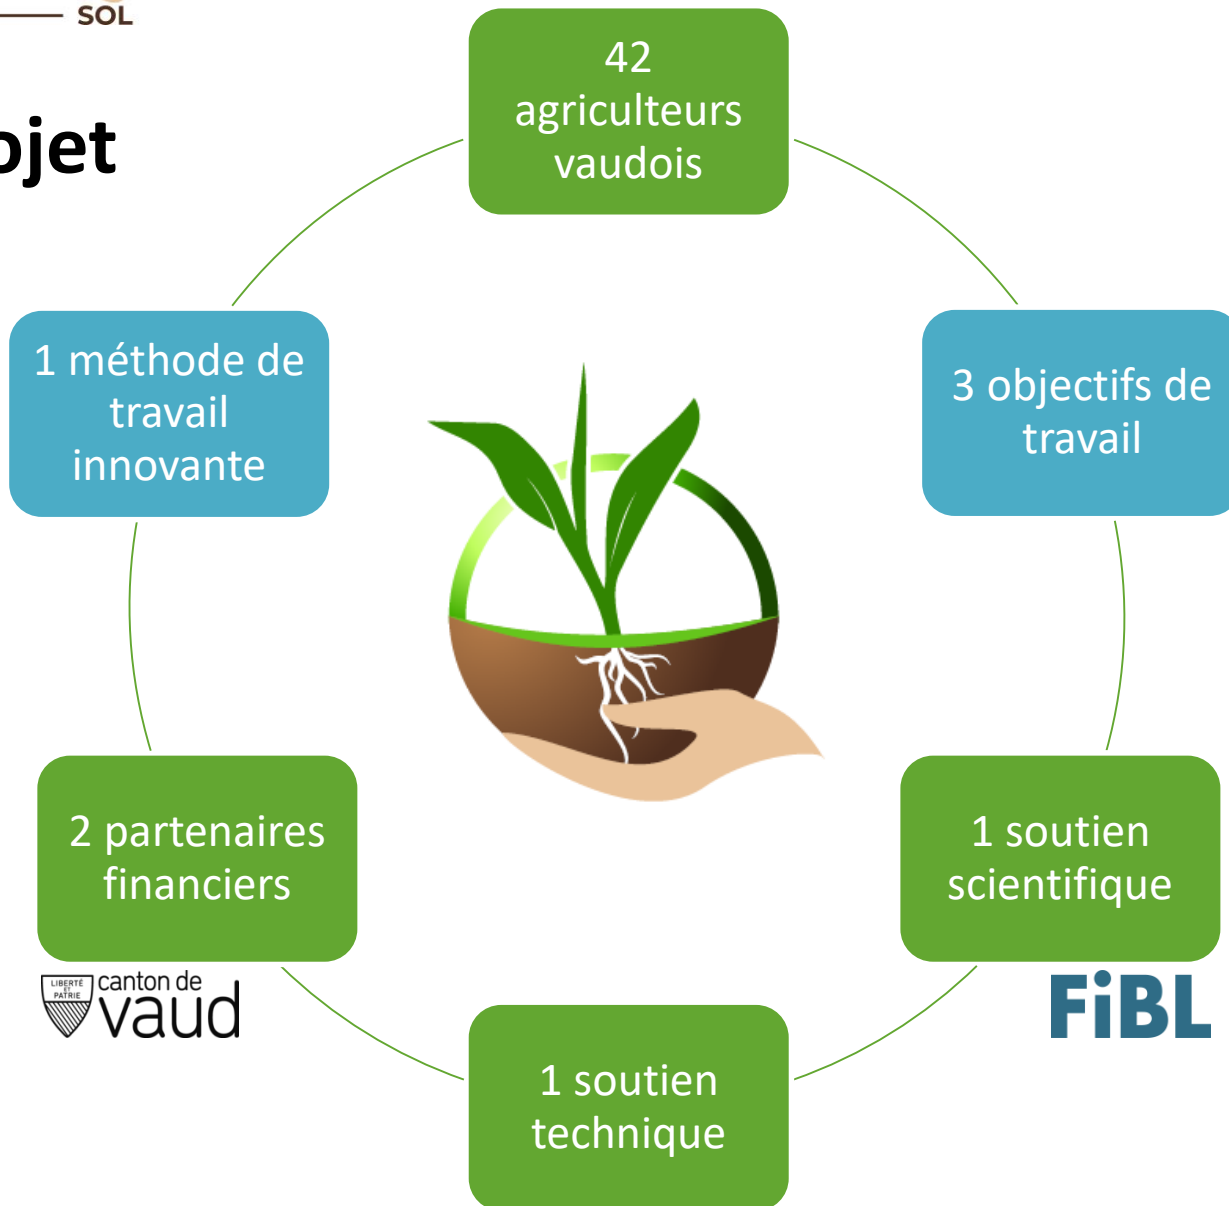 SOL
ojet
42
agriculteurs
vaudois
1 méthode de
travail
innovante
3 objectifs de
travail
2 partenaires
financiers
1 soutien
scientifique
LIBERTÉ
ET
PATRIE
canton de
vaud
FiBL
1 soutien
technique